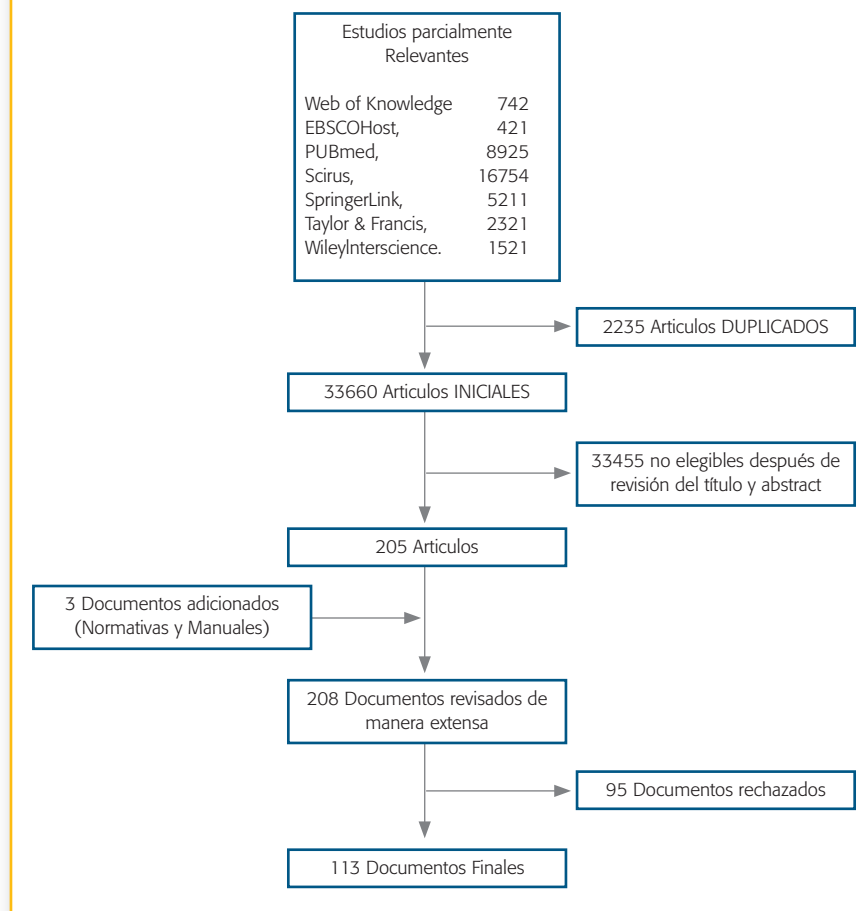 Estudios parcialmente
Relevantes
Web of Knowledge 742
EBSCOHost, 421
PUBmed, 8925
Scirus, 16754
SpringerLink, 5211
Taylor & Francis, 2321
WileyInterscience. 1521
2235 Articulos DUPLICADOS
33660 Articulos INICIALES
33455 no elegibles después de
revisión del título y abstract
205 Articulos
3 Documentos adicionados
(Normativas y Manuales)
208 Documentos revisados de
manera extensa
95 Documentos rechazados
113 Documentos Finales